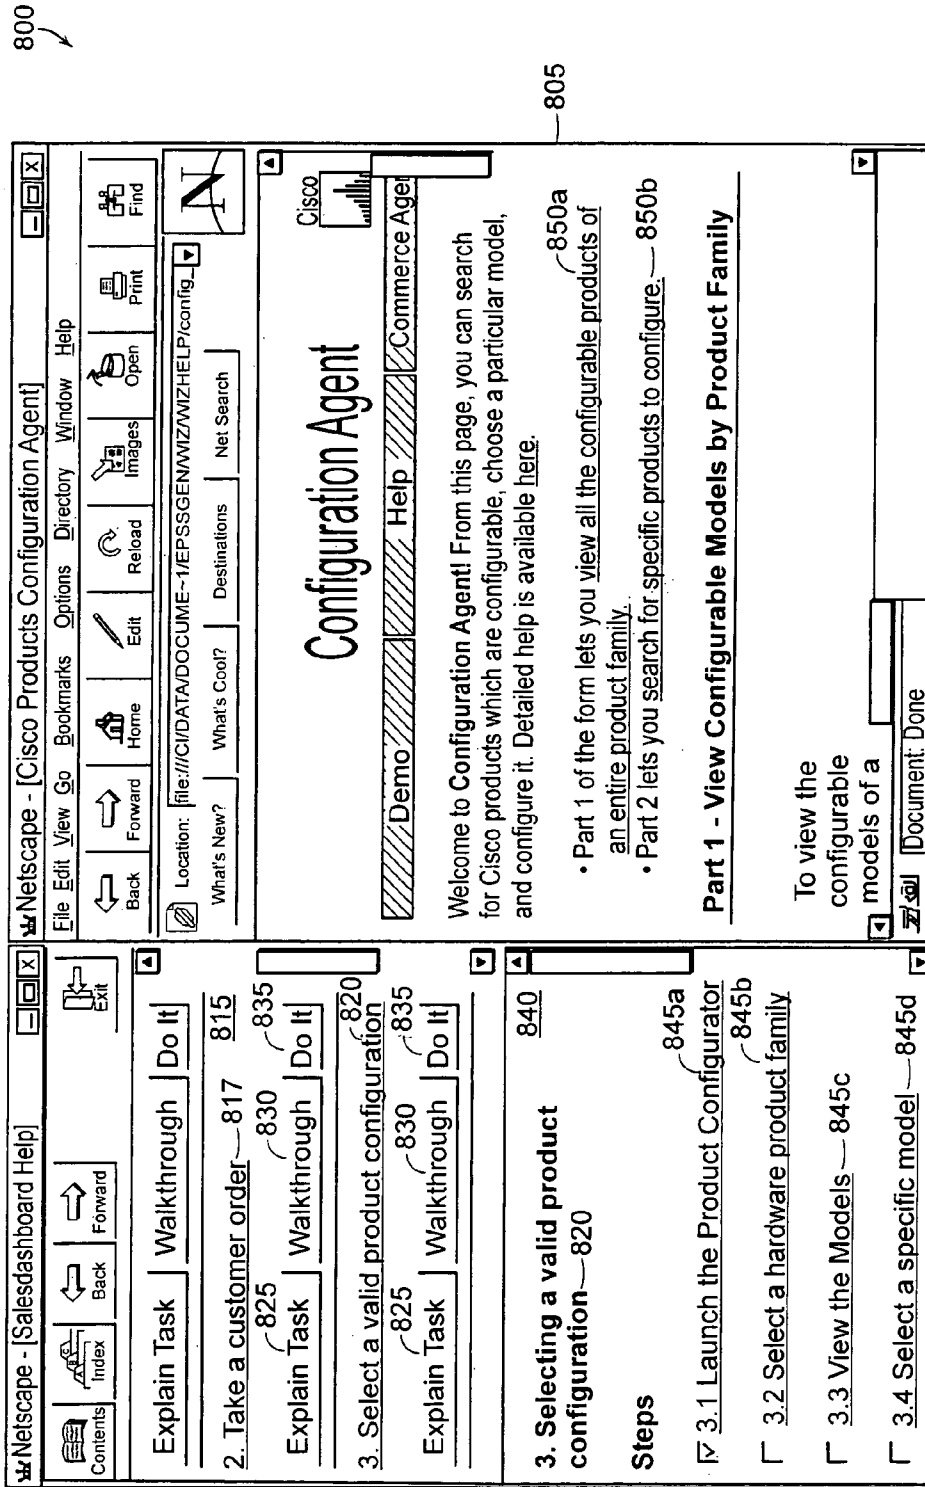 800
Netscape - [Salesdashboard Help]
Contents
Index
Back
Forward
Exit
Explain Task
Walkthrough
Do It
2. Take a customer order 817
815
825
830
835
Explain Task
Walkthrough
Do It
3. Select a valid product configuration
820
825
830
835
Explain Task
Walkthrough
Do It
3. Selecting a valid product
configuration 820
840
Steps
3.1 Launch the Product Configurator
845a
3.2 Select a hardware product family
845b
3.3 View the Models 845c
3.4 Select a specific model 845d
Netscape - [Cisco Products Configuration Agent]
File Edit View Go Bookmarks Options Directory Window Help
Back
Forward
Home
Edit
Reload
Images
Open
Print
Find
Location: file:///CI/DATA/DOCUME~1/EPSSGEN/WIZ/WIZHELP/config_
N
What's New?
What's Cool?
Destinations
Net Search
Cisco
Configuration Agent
Demo
Help
Commerce Agen
Welcome to Configuration Agent! From this page, you can search
for Cisco products which are configurable, choose a particular model,
and configure it. Detailed help is available here.
850a
• Part 1 of the form lets you view all the configurable products of
an entire product family.
• Part 2 lets you search for specific products to configure. 850b
Part 1 - View Configurable Models by Product Family
To view the
configurable
models of a
Document: Done
805